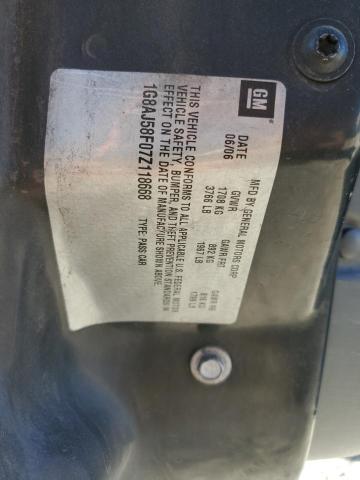 GM
MFD BY GENERAL MOTORS CORP
DATE GVWR GAWR FRT GAWR RR
06/06 1708 KG 892 KG 816 KG
3766 LB 1967 LB 1799 LB
THIS VEHICLE CONFORMS TO ALL APPLICABLE U.S. FEDERAL MOTOR
VEHICLE SAFETY, BUMPER, AND THEFT PREVENTION STANDARDS IN
EFFECT ON THE DATE OF MANUFACTURE SHOWN ABOVE.
1G8AJ58F07Z118668 TYPE: PASS CAR